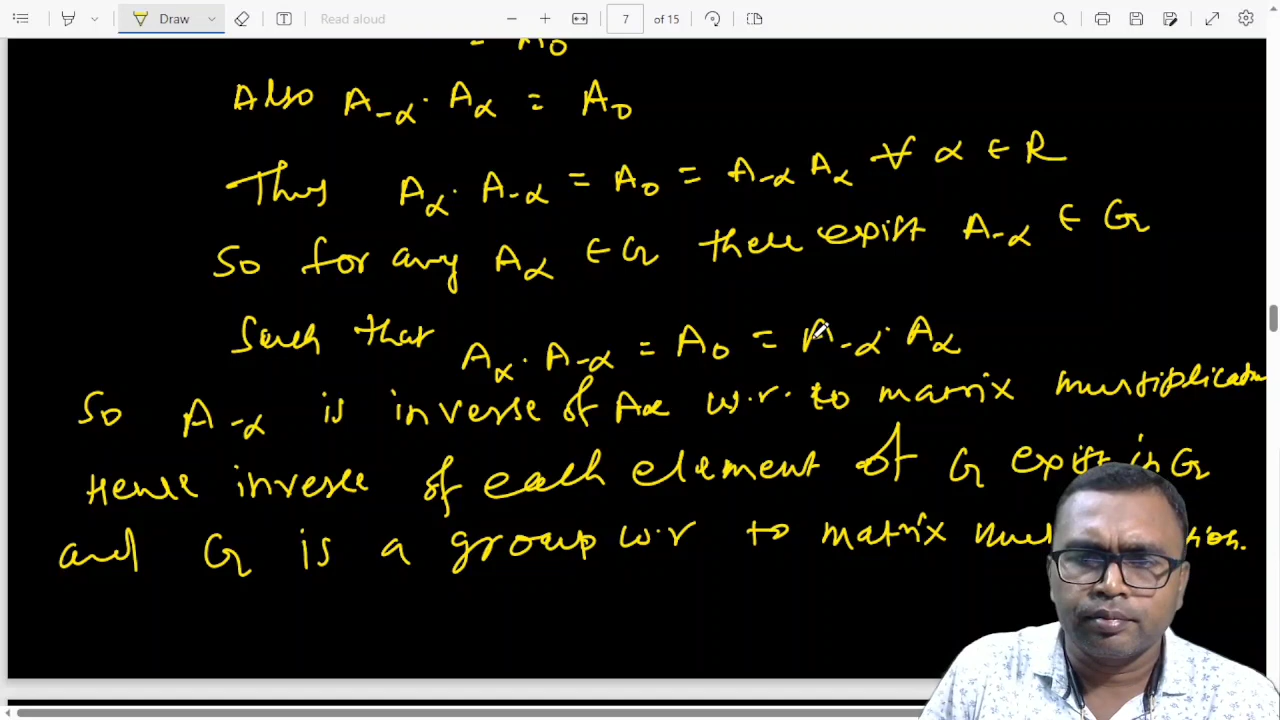 Draw
Read aloud
7 of 15
= A₀
Also A₋α · Aα = A₀
Thus Aα · A₋α = A₀ = A₋α Aα ∀ α ∈ R
So for any Aα ∈ G there exist A₋α ∈ G
Such that Aα · A₋α = A₀ = A₋α · Aα
So A₋α is inverse of Aα w.r. to matrix multiplication
Hense inverse of each element of G exist in G
and G is a group w.r to matrix